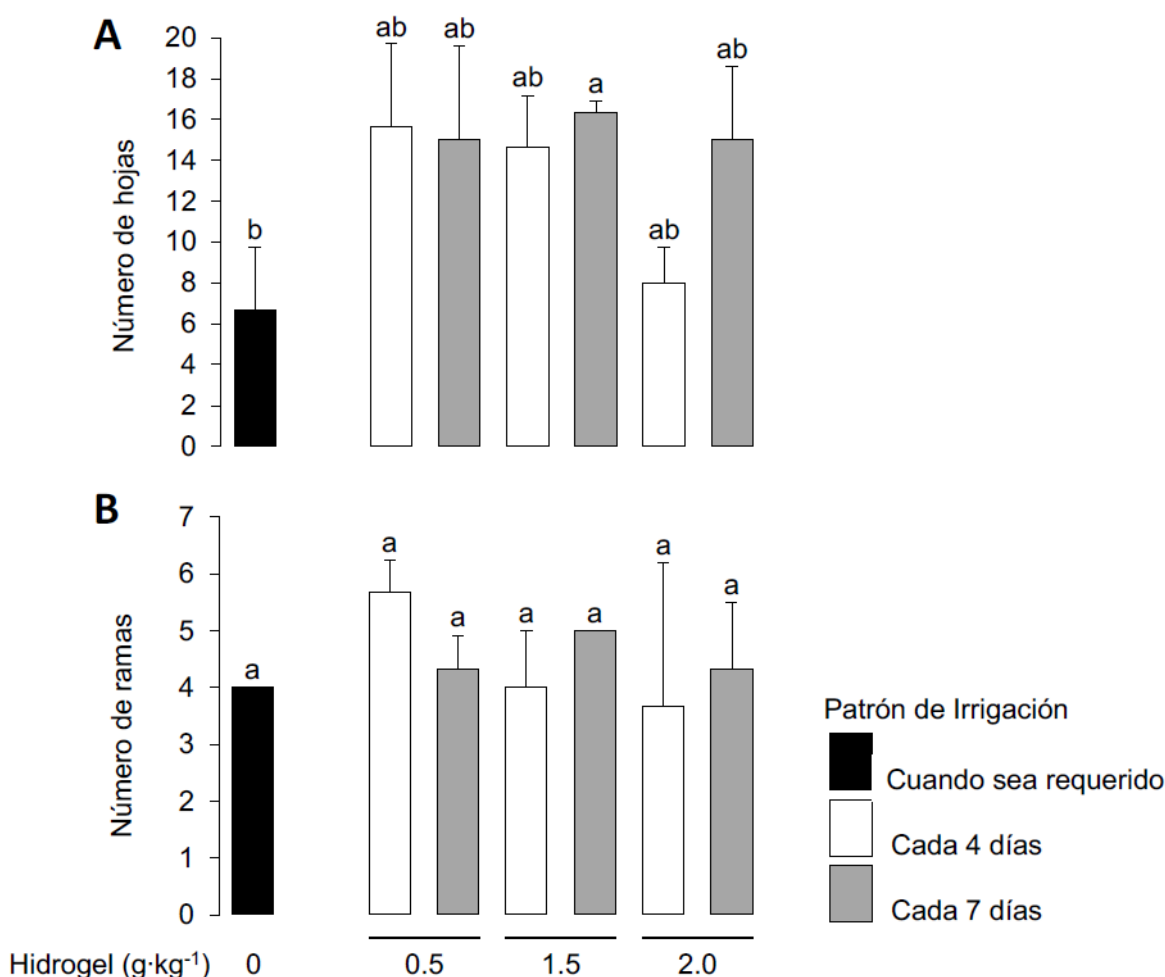 A
Número de hojas
20
18
16
14
12
10
8
6
4
2
0
b
ab
ab
ab
a
ab
ab
B
Número de ramas
7
6
5
4
3
2
1
0
a
a
a
a
a
a
a
Patrón de Irrigación
Cuando sea requerido
Cada 4 días
Cada 7 días
Hidrogel (g·kg⁻¹) 0 0.5 1.5 2.0